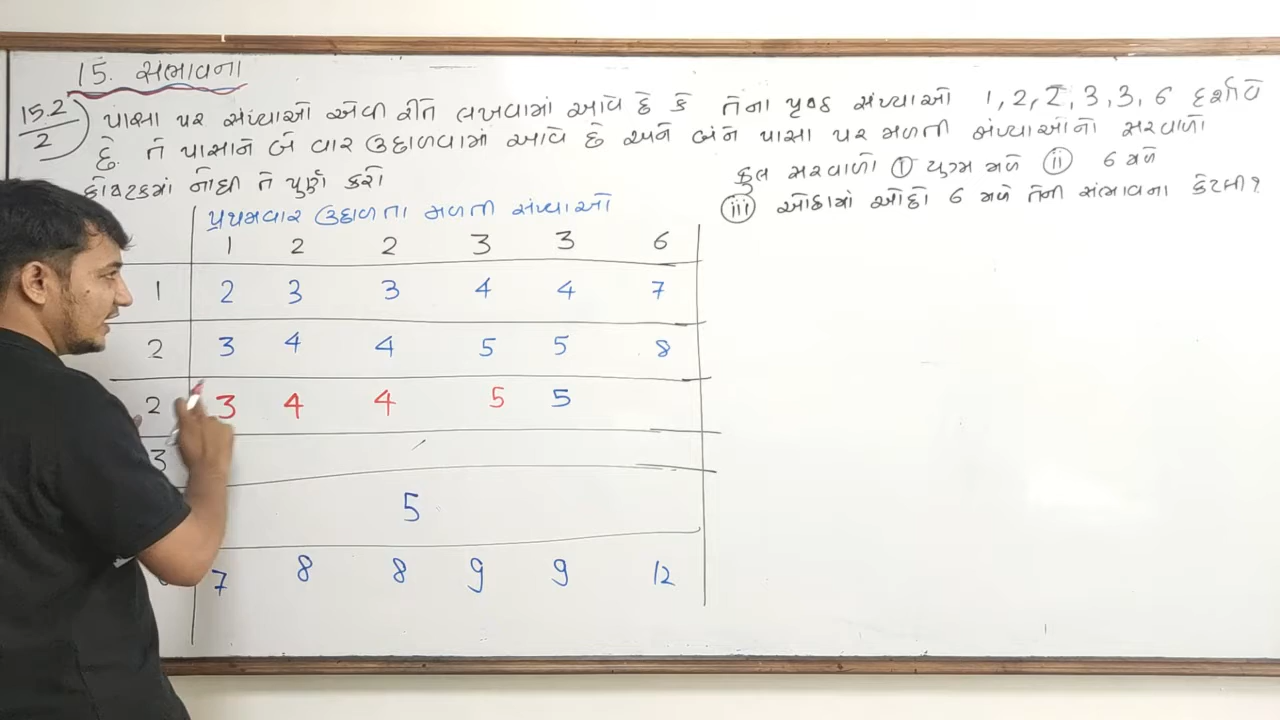 15. સંભાવના
15.2/2 પાસા પર સંખ્યાઓ એવી રીતે લખવામાં આવે છે કે તેના પૃષ્ઠ સંખ્યાઓ 1, 2, 2, 3, 3, 6 દર્શાવે
છે. તે પાસાને બે વાર ઉછાળવામાં આવે છે અને બંને પાસા પર મળતી સંખ્યાઓનો સરવાળો
કોષ્ટકમાં નોંધી તે પૂર્ણ કરો
કુલ સરવાળો (i) યુગ્મ મળે (ii) 6 મળે
(iii) ઓછામાં ઓછો 6 મળે તેની સંભાવના કેટલી?
પ્રથમવાર ઉછાળતા મળતી સંખ્યાઓ
1 2 2 3 3 6
1 2 3 3 4 4 7
2 3 4 4 5 5 8
2 3 4 4 5 5
3
5
7 8 8 9 9 12